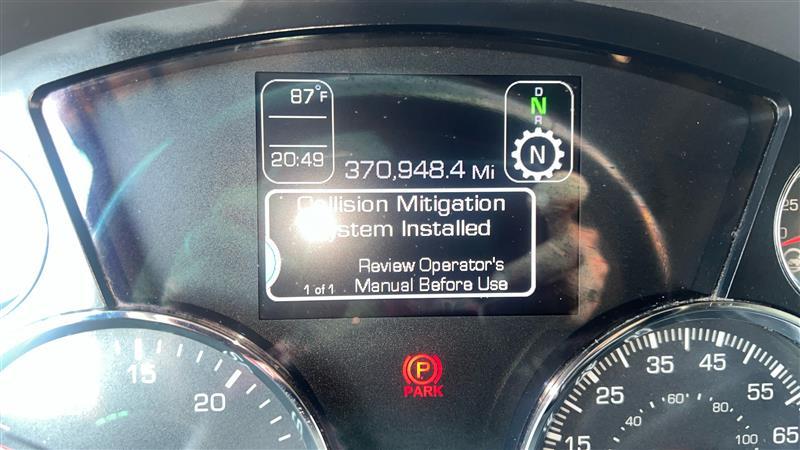 87°F
D
N
R
20:49
370,948.4 Mi
N
Collision Mitigation
System Installed
Review Operator's
1 of 1 Manual Before Use
P
PARK
15
20
15
25
35
45
55
65
40
60
80
100
25
0